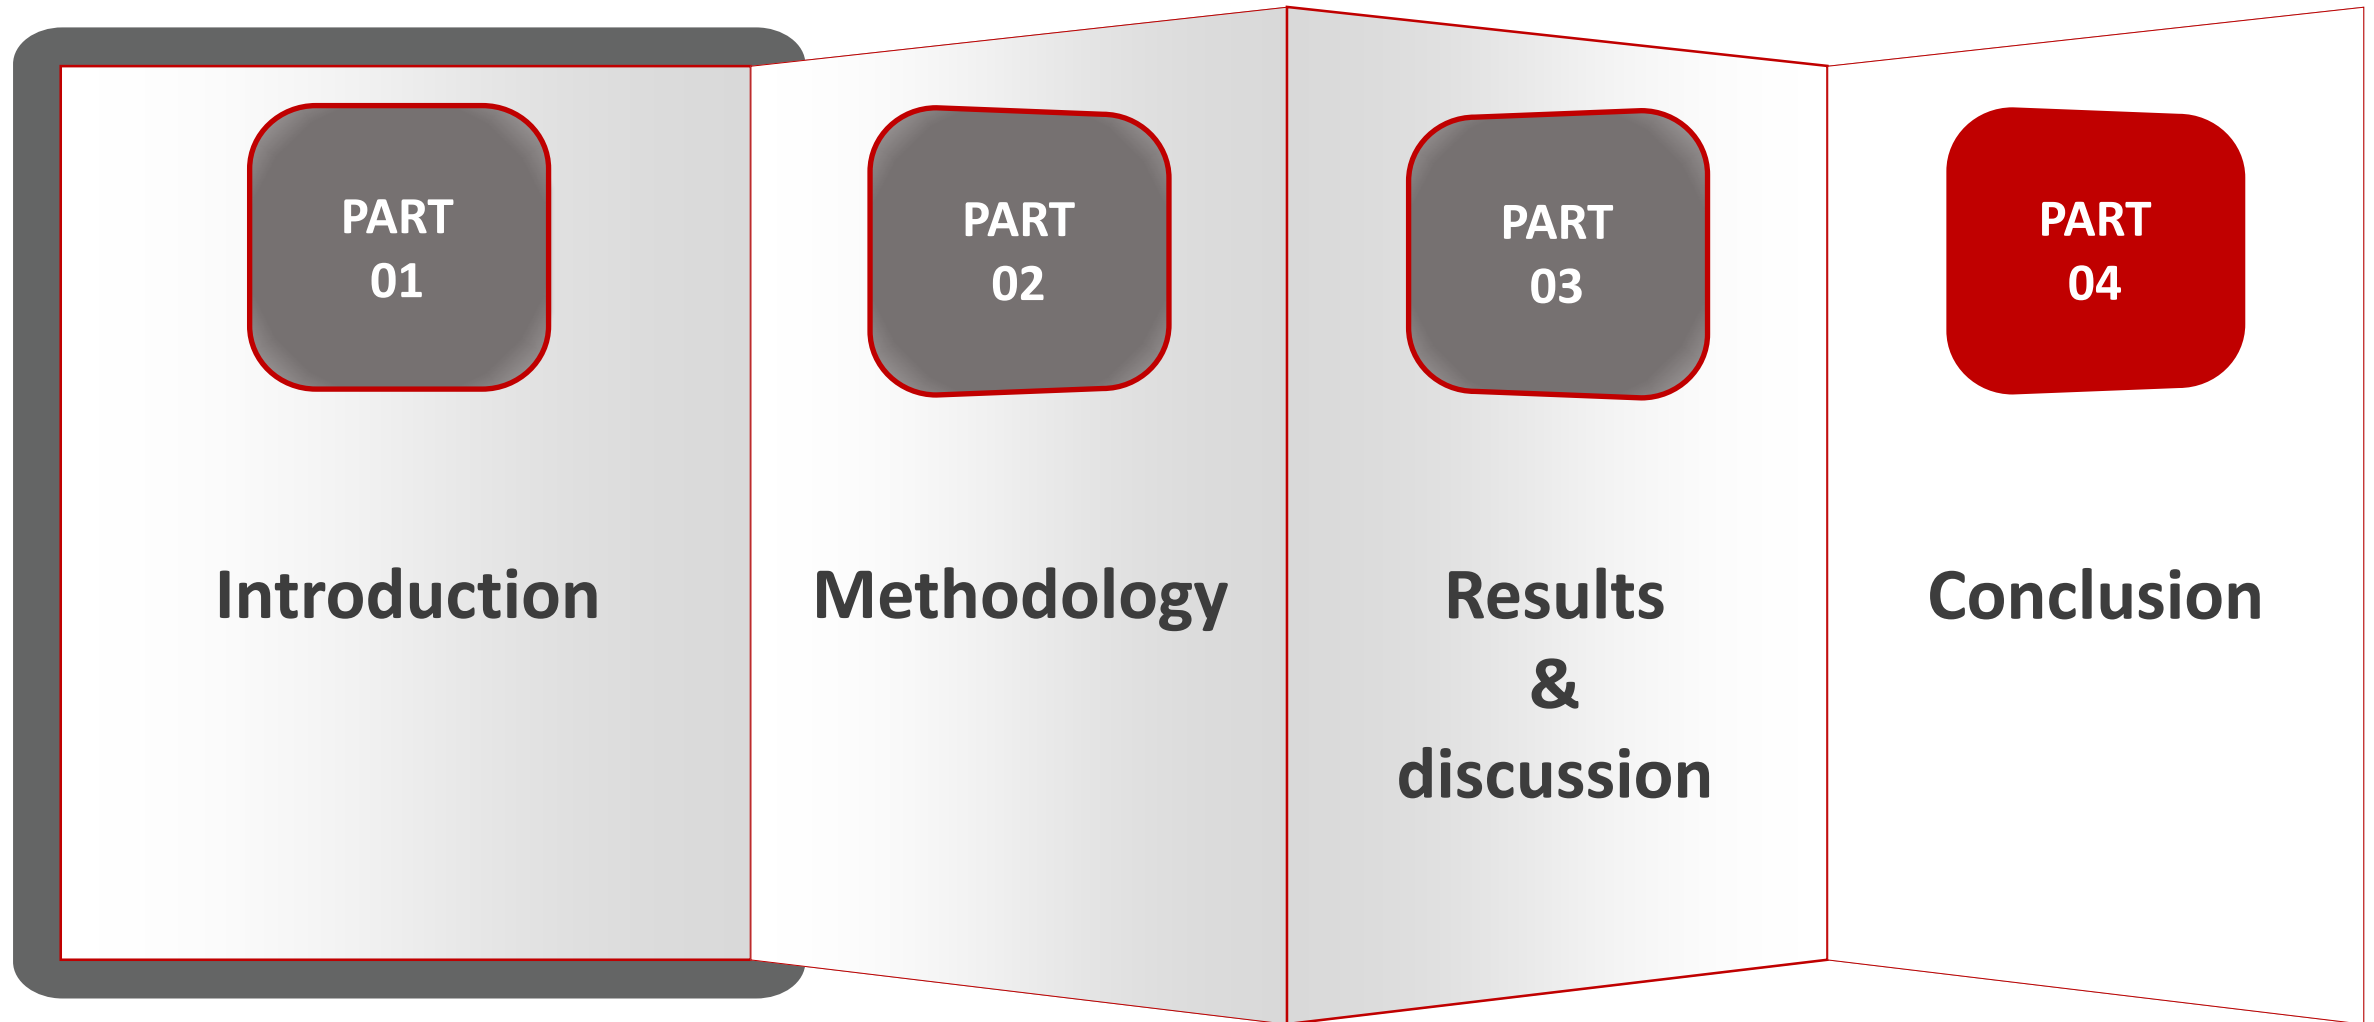 PART
01
Introduction
PART
02
Methodology
PART
03
Results
&
discussion
PART
04
Conclusion